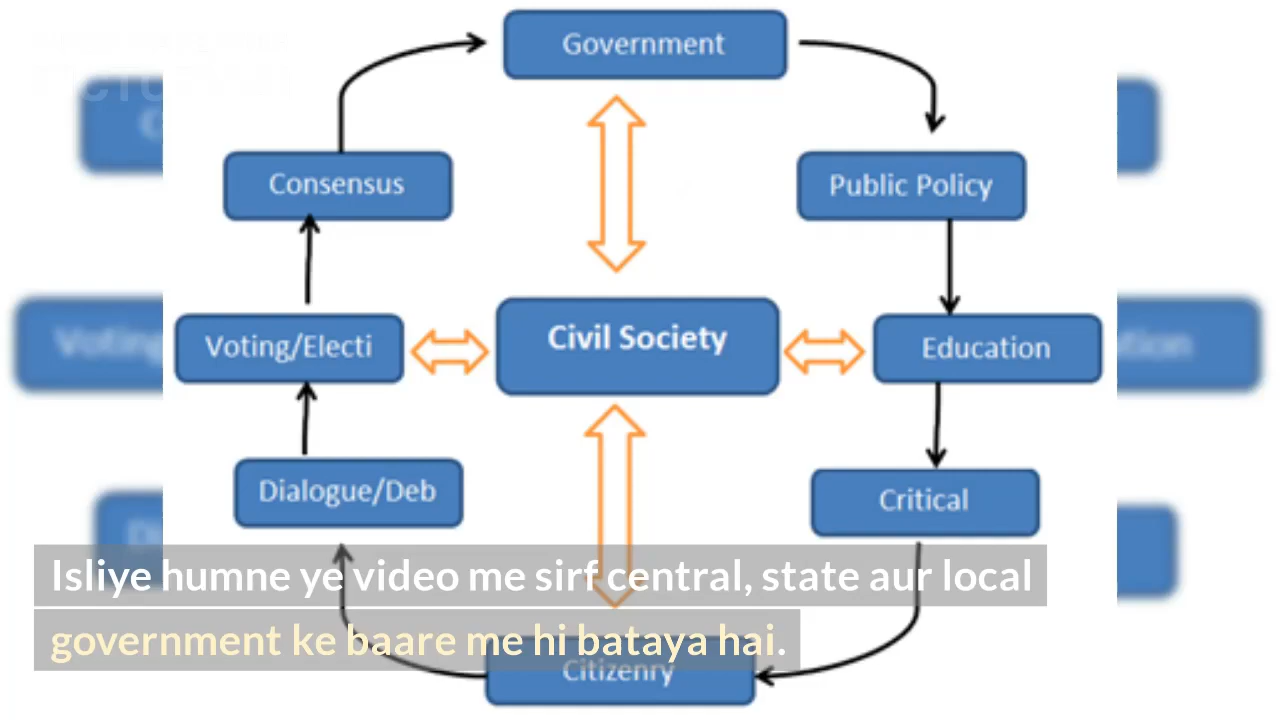 Government
Consensus
Public Policy
Voting/Electi
Civil Society
Education
Dialogue/Deb
Critical
Isliye humne ye video me sirf central, state aur local
government ke baare me hi bataya hai.
Citizenry